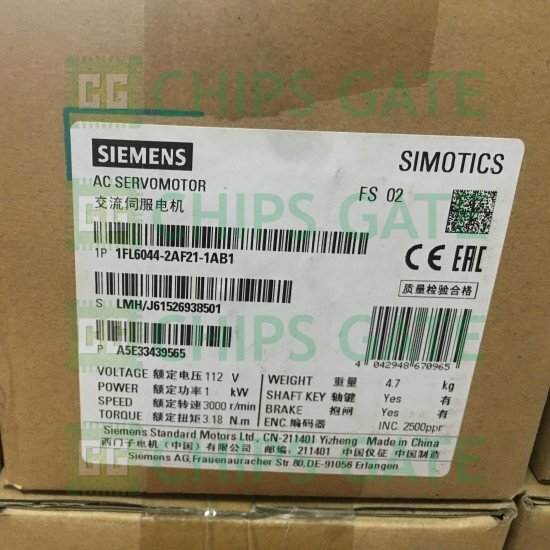 CHIPS GATE
CG CHIPS GATE
SIEMENS
SIMOTICS
AC SERVOMOTOR
FS 02
交流伺服电机
1P 1FL6044-2AF21-1AB1
CE EAC
质量检验合格
S LMH/J61526938501
P A5E33439565
4 042948 670965
VOLTAGE 额定电压 112 V
POWER 额定功率 1 kW
SPEED 额定转速 3000 r/min
TORQUE 额定扭矩 3.18 N.m
WEIGHT 重量 4.7 kg
SHAFT KEY 轴键 Yes 有
BRAKE 抱闸 Yes 有
ENC.编码器 INC. 2500ppr
Siemens Standard Motors Ltd., CN-211401 Yizheng Made in China
西门子电机（中国）有限公司 邮编：211401 中国仪征 中国制造
Siemens AG,Frauenauracher Str 80,DE-91056 Erlangen